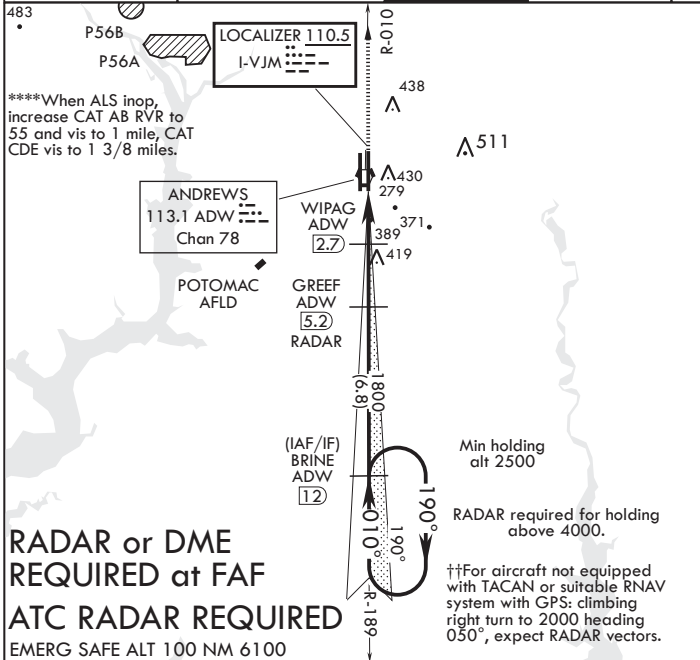 483
P56B
P56A
LOCALIZER 110.5
I-VJM
R-010
438
****When ALS inop,
increase CAT AB RVR to
55 and vis to 1 mile, CAT
CDE vis to 1 3/8 miles.
511
430
279
ANDREWS
113.1 ADW
Chan 78
WIPAG
ADW
2.7
371
389
419
POTOMAC
AFLD
GREEF
ADW
5.2
RADAR
1800
(6.8)
(IAF/IF)
BRINE
ADW
12
Min holding
alt 2500
190°
010°
190°
RADAR required for holding
above 4000.
RADAR or DME
REQUIRED at FAF
††For aircraft not equipped
with TACAN or suitable RNAV
system with GPS: climbing
right turn to 2000 heading
050°, expect RADAR vectors.
R-189
ATC RADAR REQUIRED
EMERG SAFE ALT 100 NM 6100